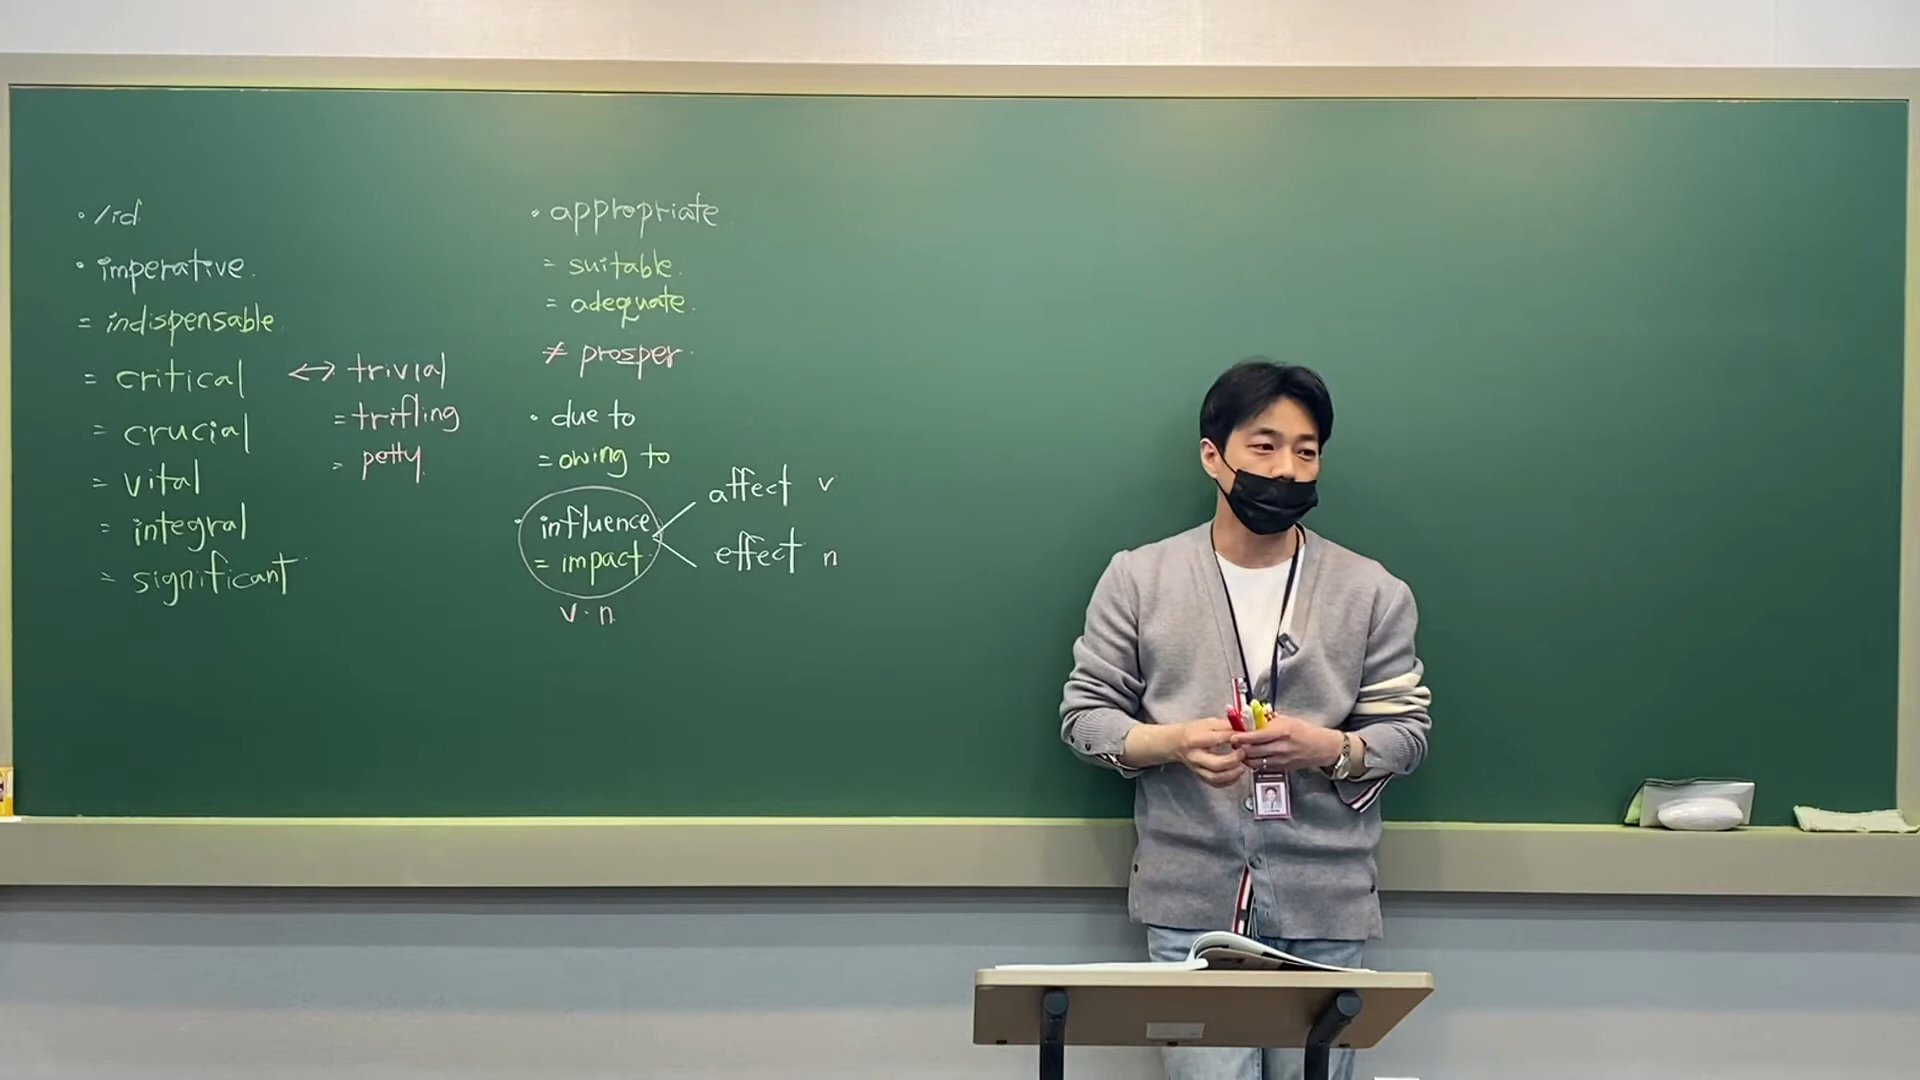 · /id
· imperative.
= indispensable.
= critical ↔ trivial
= trifling
= petty.
= crucial
= vital
= integral
= significant
· appropriate
= suitable.
= adequate.
≠ prosper.
· due to
= owing to
· influence
= impact
v · n.
affect v
effect n